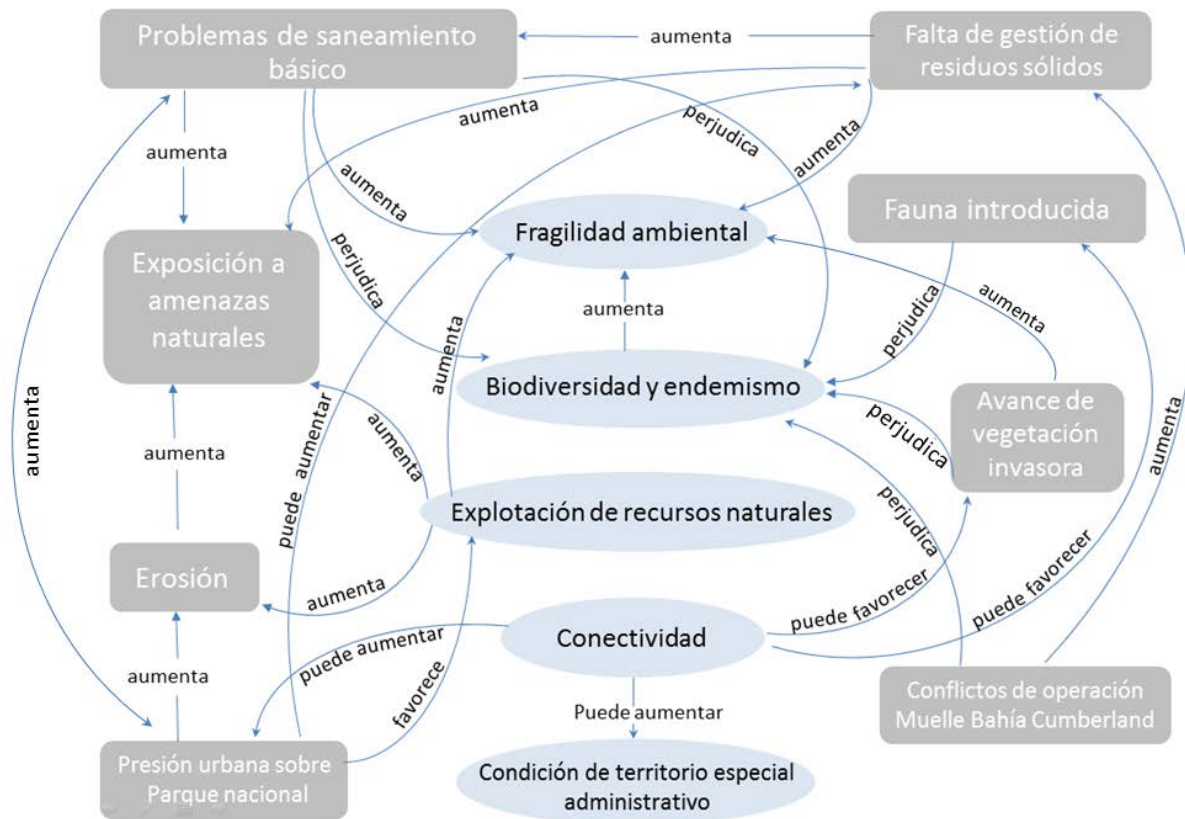 Problemas de saneamiento
básico
aumenta
Falta de gestión de
residuos sólidos
aumenta
perjudica
aumenta
aumenta
aumenta
Fauna introducida
Fragilidad ambiental
Exposición a
amenazas
naturales
perjudica
aumenta
aumenta
perjudica
aumenta
Biodiversidad y endemismo
Avance de
vegetación
invasora
aumenta
puede aumentar
aumenta
perjudica
aumenta
aumenta
Explotación de recursos naturales
perjudica
Erosión
aumenta
puede favorecer
puede favorecer
Conectividad
puede aumentar
aumenta
favorece
Conflictos de operación
Muelle Bahía Cumberland
Puede aumentar
Presión urbana sobre
Parque nacional
Condición de territorio especial
administrativo